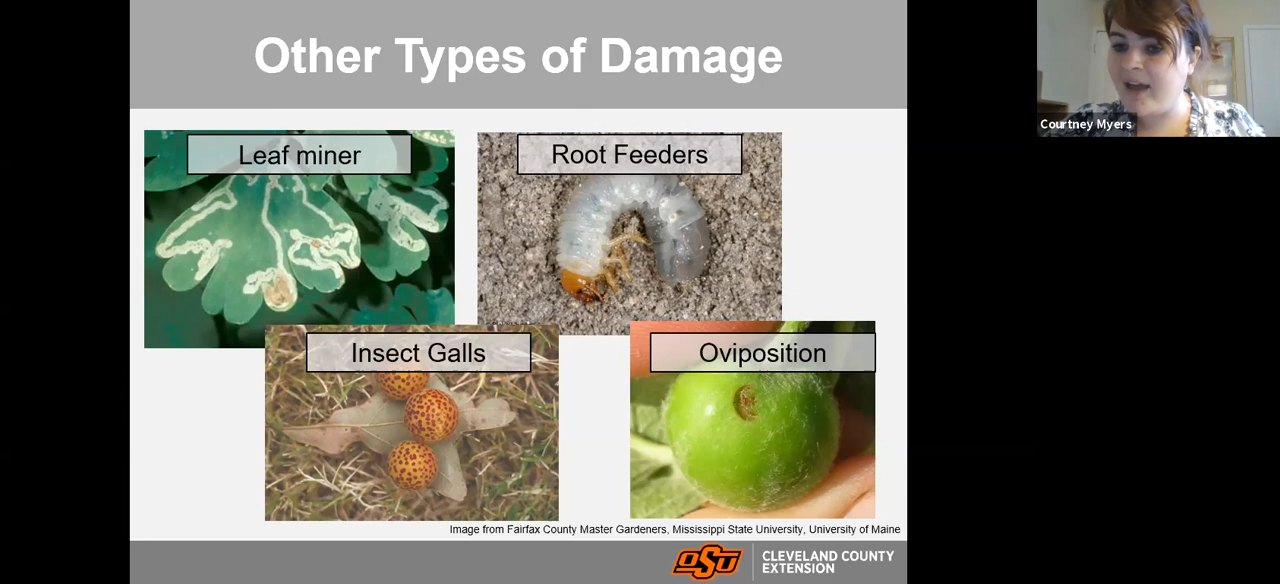 Other Types of Damage
Courtney Myers
Leaf miner
Root Feeders
Insect Galls
Oviposition
Image from Fairfax County Master Gardeners, Mississippi State University, University of Maine
OSU
CLEVELAND COUNTY
EXTENSION